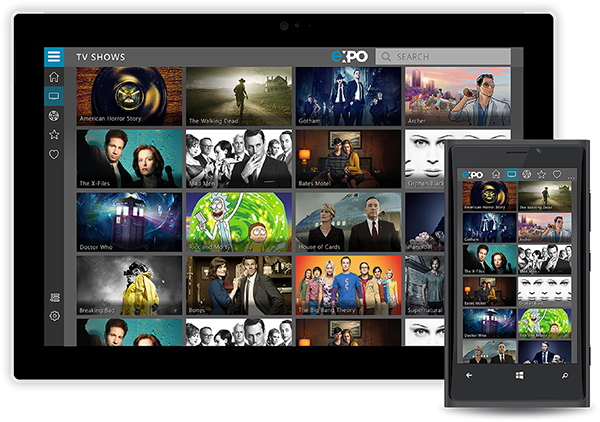 TV SHOWS
expo
SEARCH
American Horror Story
The Walking Dead
Gotham
Archer
The X-Files
Mad Men
Bates Motel
Orphan Black
Doctor Who
Rick and Morty
House of Cards
Hannibal
Breaking Bad
Bones
The Big Bang Theory
Supernatural
expo
American Horror Story
The Walking Dead
Gotham
Archer
The X-Files
Mad Men
Bates Motel
Orphan Black
Doctor Who
Rick and Morty